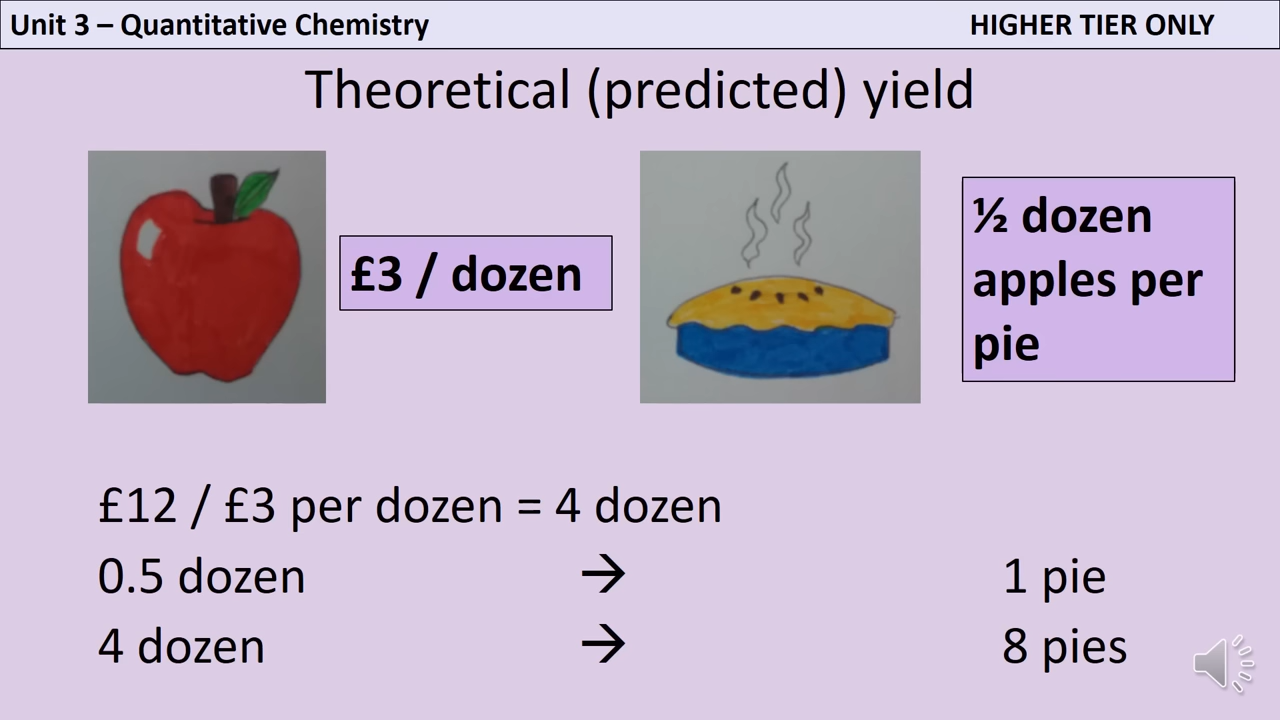 Unit 3 – Quantitative Chemistry
HIGHER TIER ONLY
Theoretical (predicted) yield
£3 / dozen
½ dozen
apples per
pie
£12 / £3 per dozen = 4 dozen
0.5 dozen → 1 pie
4 dozen → 8 pies